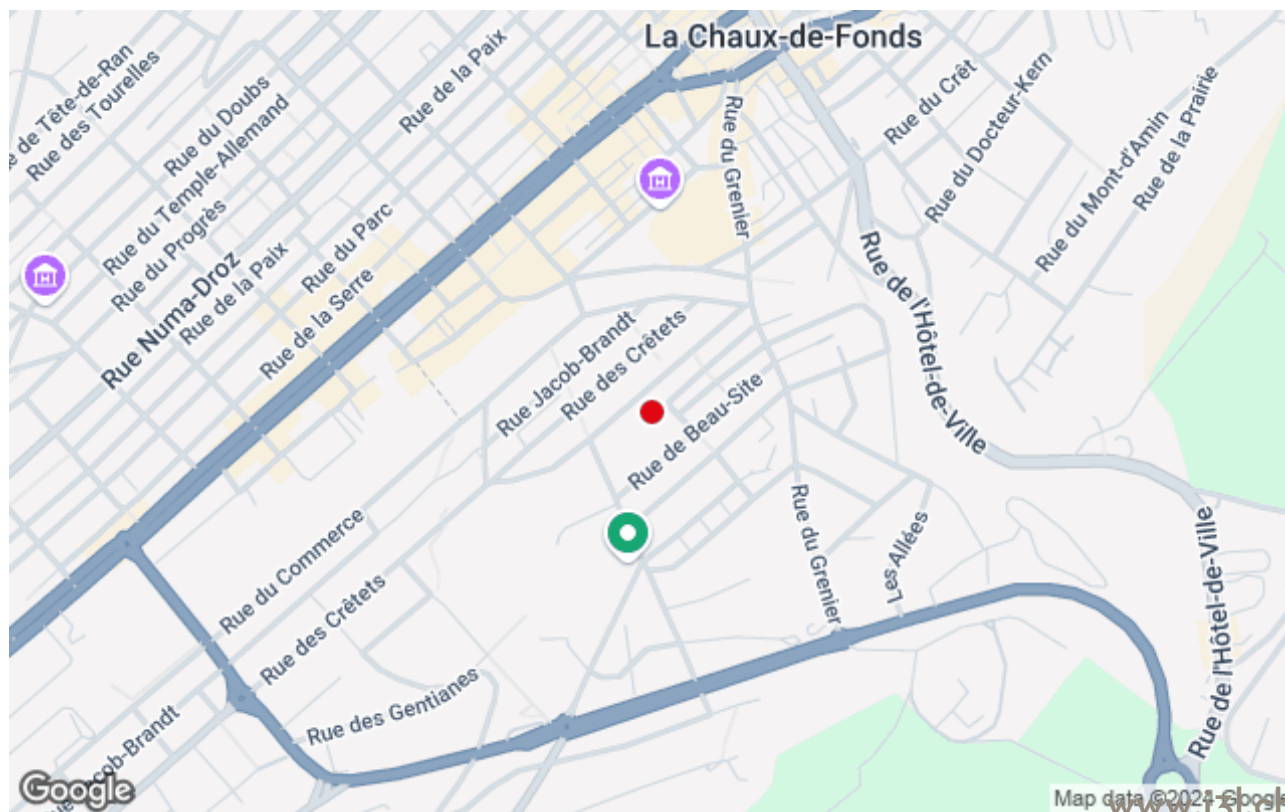 La Chaux-de-Fonds
Rue de la Paix
de Tête-de-Ran
Rue des Tourelles
Rue du Doubs
Rue du Temple-Allemand
Rue du Progrès
Rue Numa-Droz
Rue de la Paix
Rue du Parc
Rue de la Serre
Rue du Grenier
Rue du Crêt
Rue du Docteur-Kern
Rue du Mont-d'Amin
Rue de la Prairie
Rue de l'Hôtel-de-Ville
Rue Jacob-Brandt
Rue des Crêtets
Rue de Beau-Site
Rue du Grenier
Les Allées
Rue de l'Hôtel-de-Ville
Rue du Commerce
Rue des Crêtets
Rue des Gentianes
Jacob-Brandt
Google
Map data